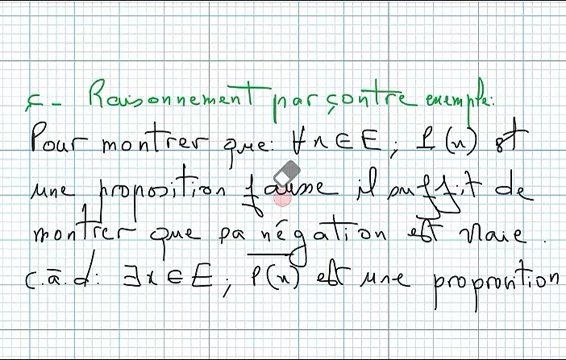 ç- Raisonnement par contre exemple:
Pour montrer que: ∀x∈E; P(x) est
une proposition fausse il suffit de
montrer que sa négation est vraie.
c.à.d: ∃x∈E; P̅(x) est une proposition